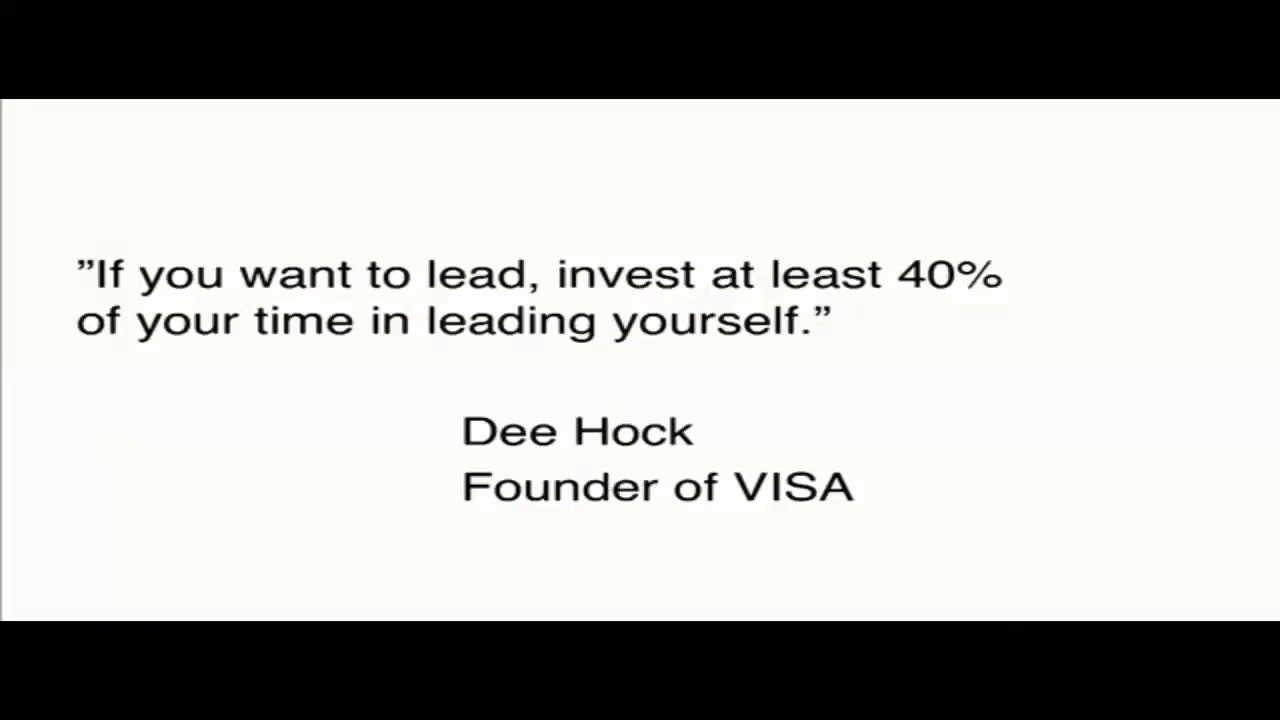 ”If you want to lead, invest at least 40%
of your time in leading yourself.”
Dee Hock
Founder of VISA